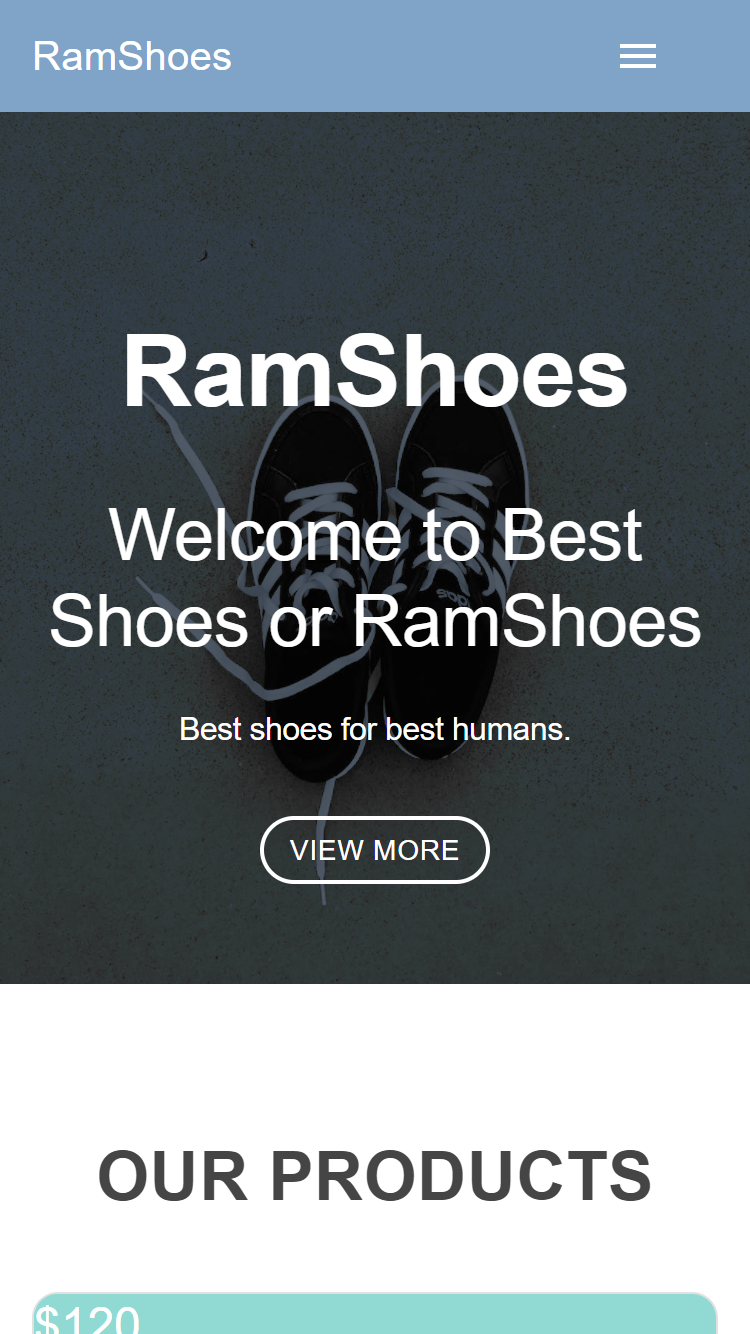 RamShoes
RamShoes
Welcome to Best
Shoes or RamShoes
Best shoes for best humans.
VIEW MORE
OUR PRODUCTS
$120